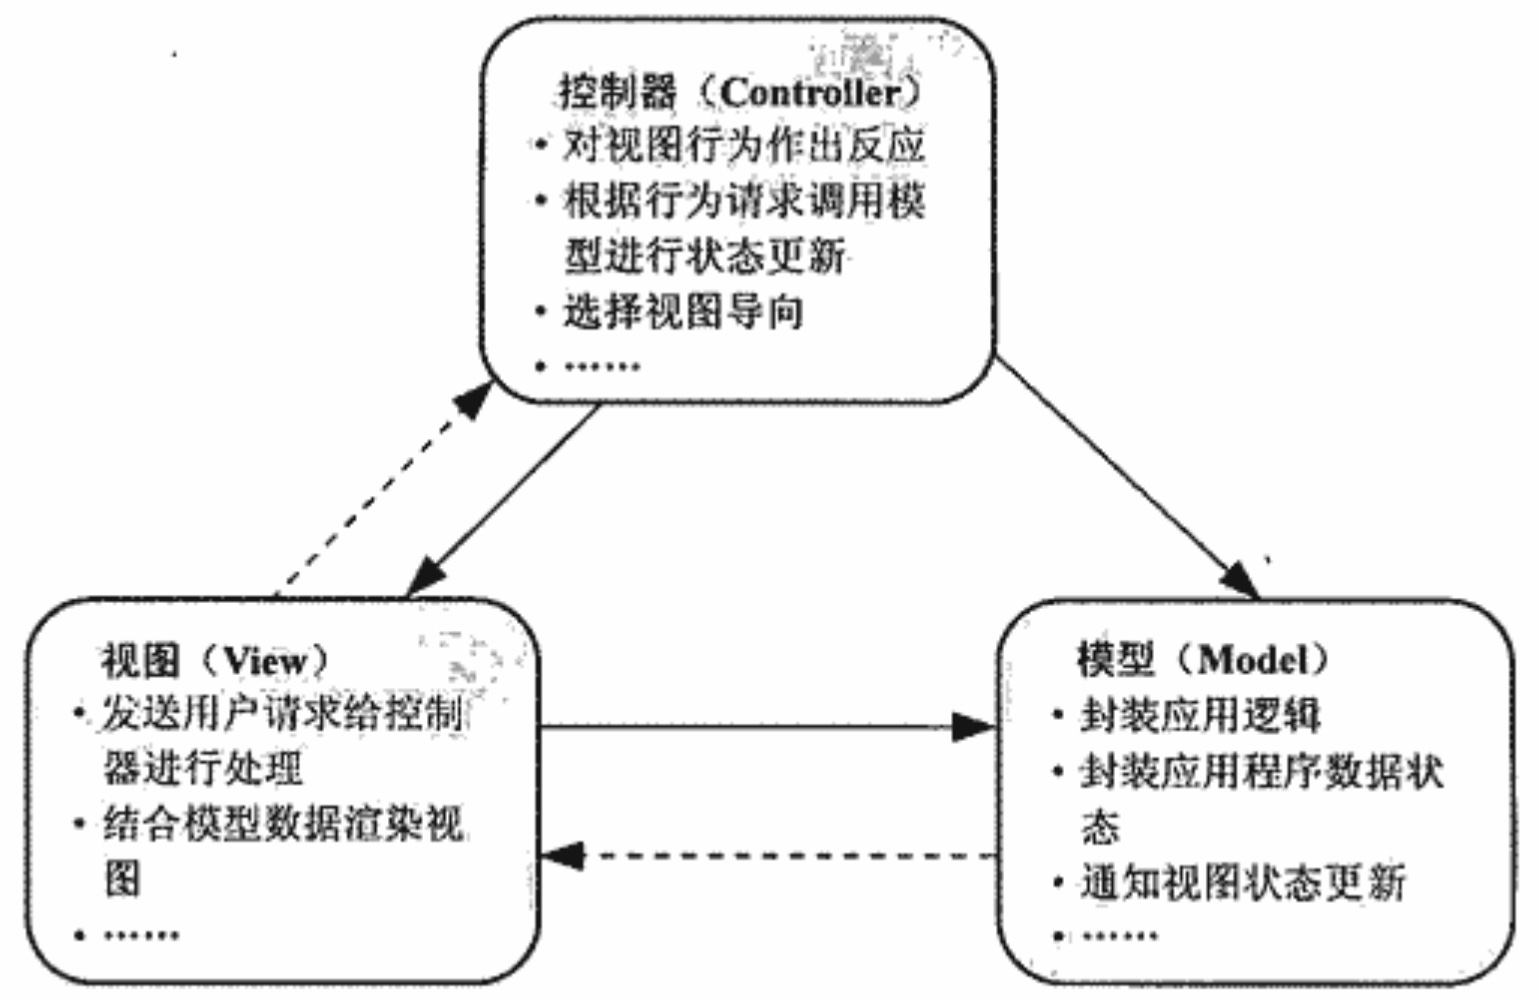 控制器（Controller）
• 对视图行为作出反应
• 根据行为请求调用模
型进行状态更新
• 选择视图导向
• ……
视图（View）
• 发送用户请求给控制
器进行处理
• 结合模型数据渲染视
图
• ……
模型（Model）
• 封装应用逻辑
• 封装应用程序数据状
态
• 通知视图状态更新
• ……